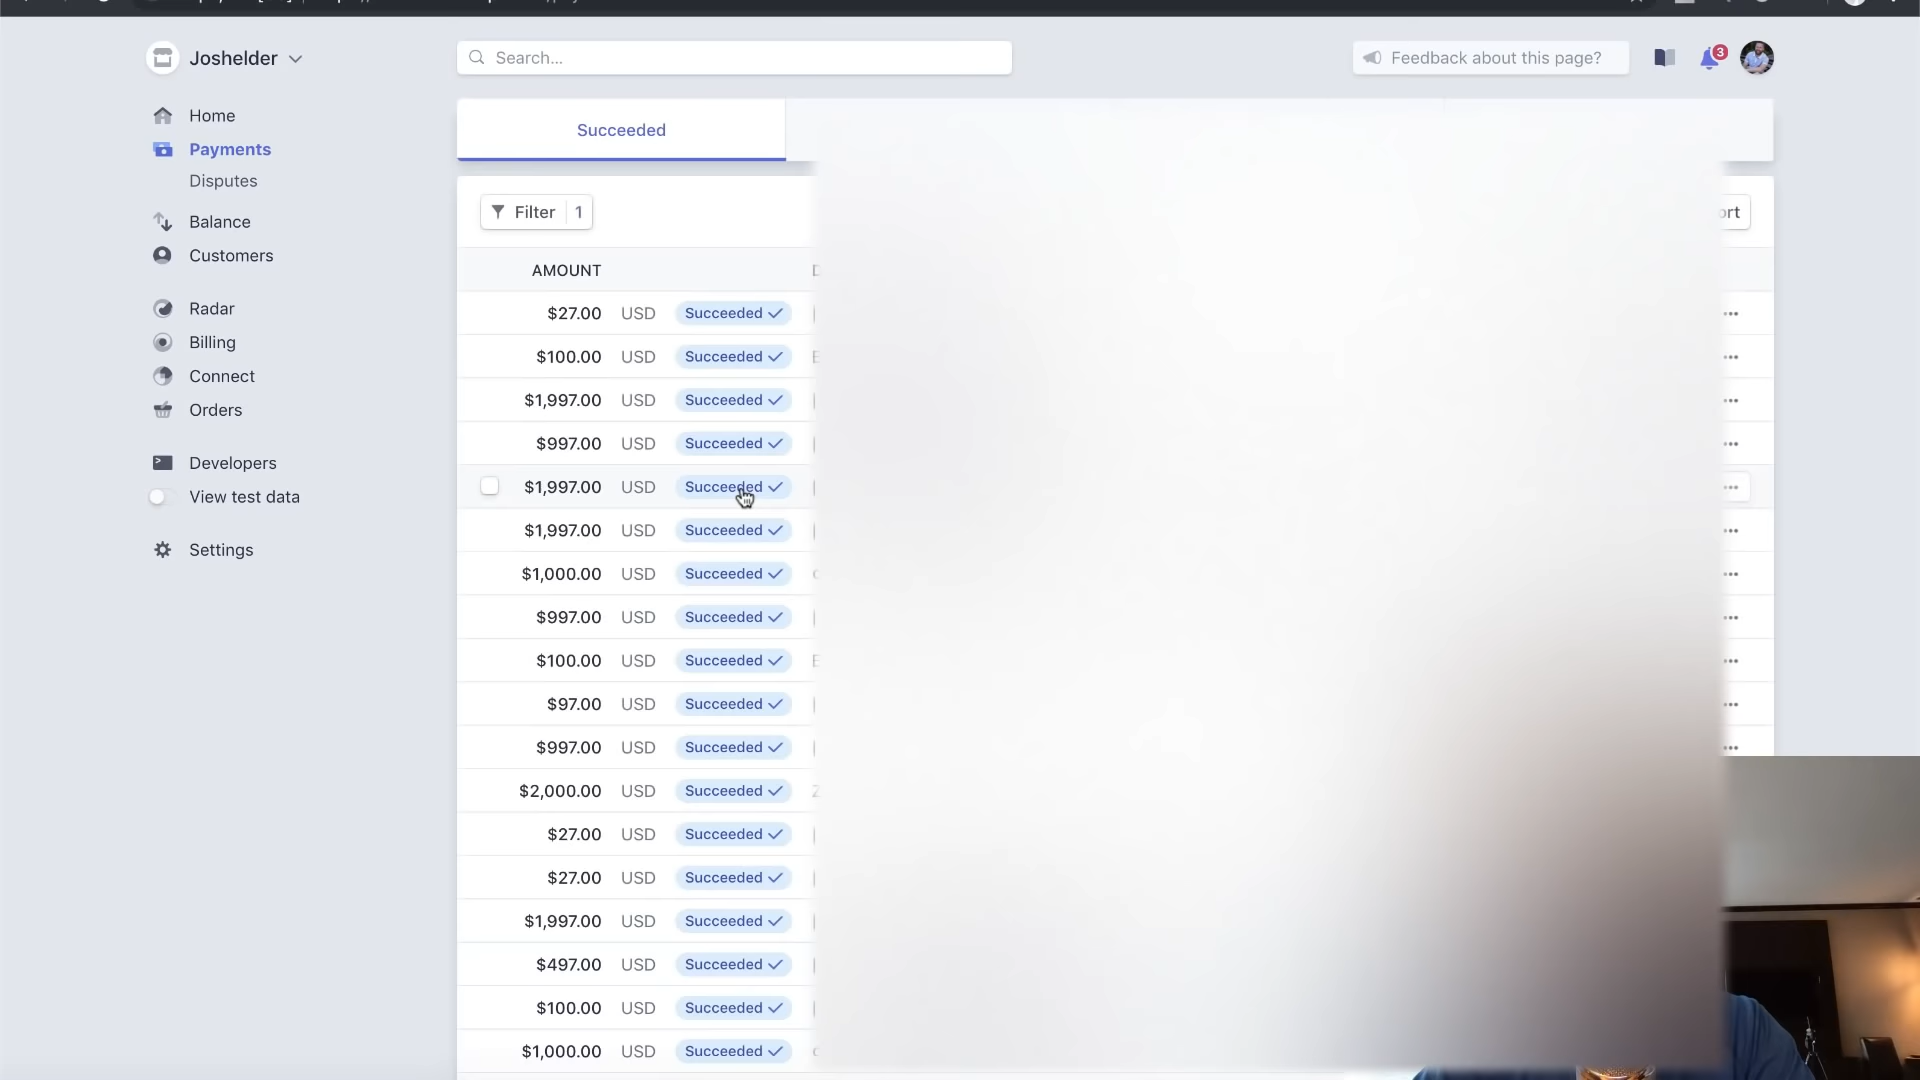 Joshelder
Search...
Feedback about this page?
3
Home
Payments
Disputes
Balance
Customers
Radar
Billing
Connect
Orders
Developers
View test data
Settings
Succeeded
Filter 1
ort
AMOUNT
$27.00 USD Succeeded
$100.00 USD Succeeded
$1,997.00 USD Succeeded
$997.00 USD Succeeded
$1,997.00 USD Succeeded
$1,997.00 USD Succeeded
$1,000.00 USD Succeeded
$997.00 USD Succeeded
$100.00 USD Succeeded
$97.00 USD Succeeded
$997.00 USD Succeeded
$2,000.00 USD Succeeded
$27.00 USD Succeeded
$27.00 USD Succeeded
$1,997.00 USD Succeeded
$497.00 USD Succeeded
$100.00 USD Succeeded
$1,000.00 USD Succeeded